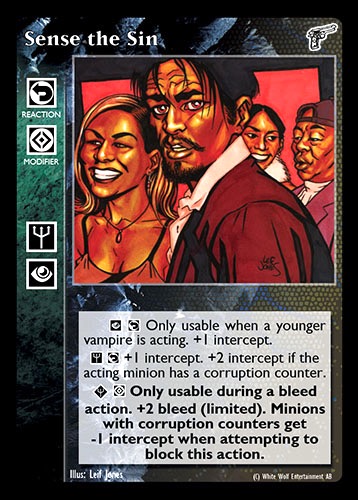 Sense the Sin
REACTION
MODIFIER
LEIF JONES
Only usable when a younger
vampire is acting. +1 intercept.
+1 intercept. +2 intercept if the
acting minion has a corruption counter.
Only usable during a bleed
action. +2 bleed (limited). Minions
with corruption counters get
-1 intercept when attempting to
block this action.
Illus: Leif Jones
(C) White Wolf Entertainment AB